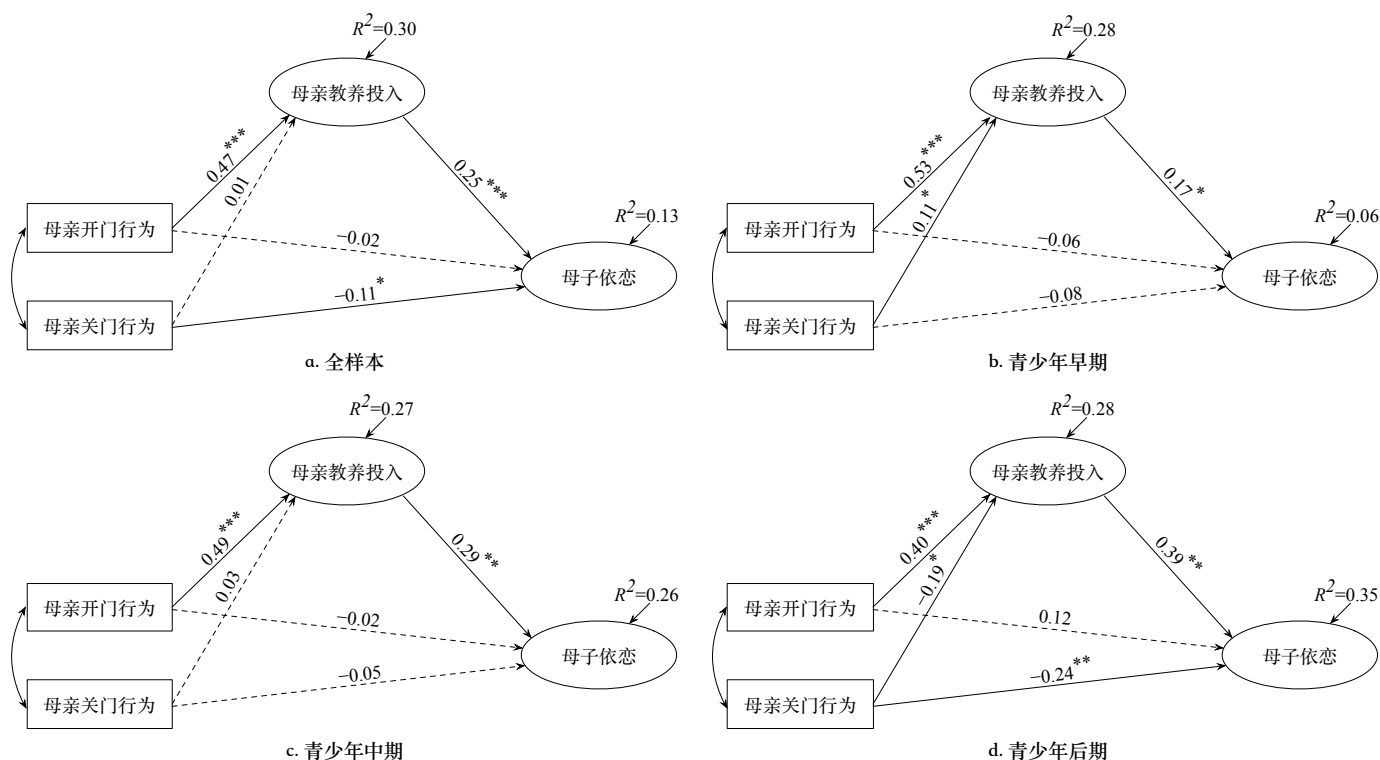 R²=0.30
母亲教养投入
0.47***
0.01
0.25***
母亲开门行为
−0.02
R²=0.13
母子依恋
−0.11*
母亲关门行为
a. 全样本
R²=0.28
母亲教养投入
0.53***
0.11*
0.17*
母亲开门行为
−0.06
R²=0.06
母子依恋
−0.08
母亲关门行为
b. 青少年早期
R²=0.27
母亲教养投入
0.49***
0.03
0.29**
母亲开门行为
−0.02
R²=0.26
母子依恋
−0.05
母亲关门行为
c. 青少年中期
R²=0.28
母亲教养投入
0.40***
−0.19*
0.39**
母亲开门行为
0.12
R²=0.35
母子依恋
−0.24**
母亲关门行为
d. 青少年后期